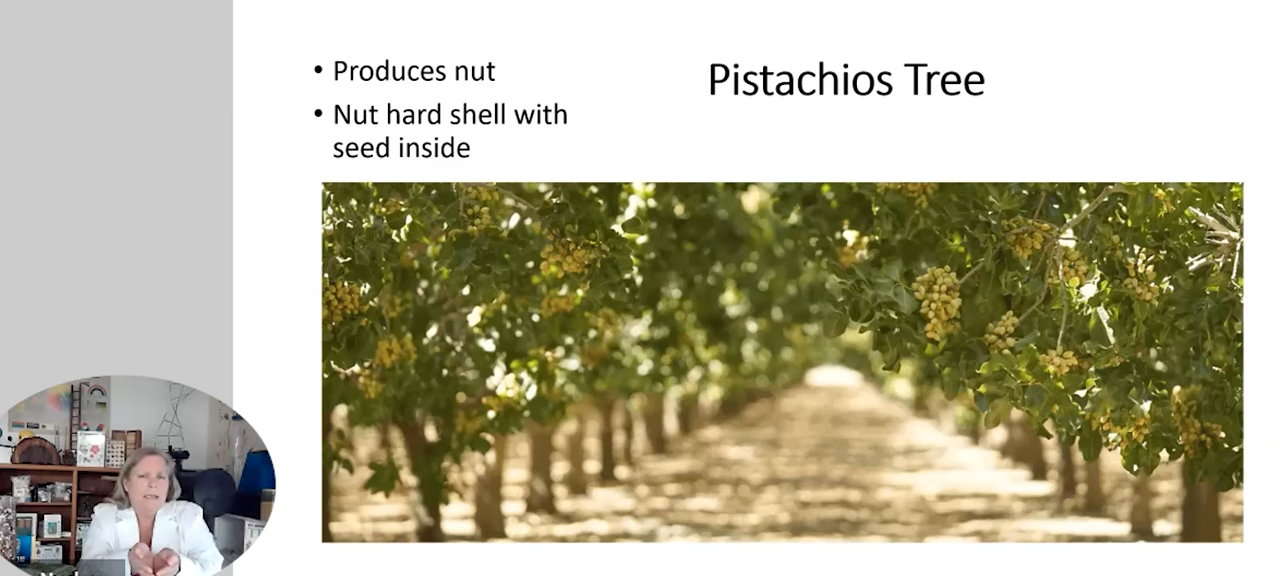 • Produces nut
• Nut hard shell with
seed inside
Pistachios Tree